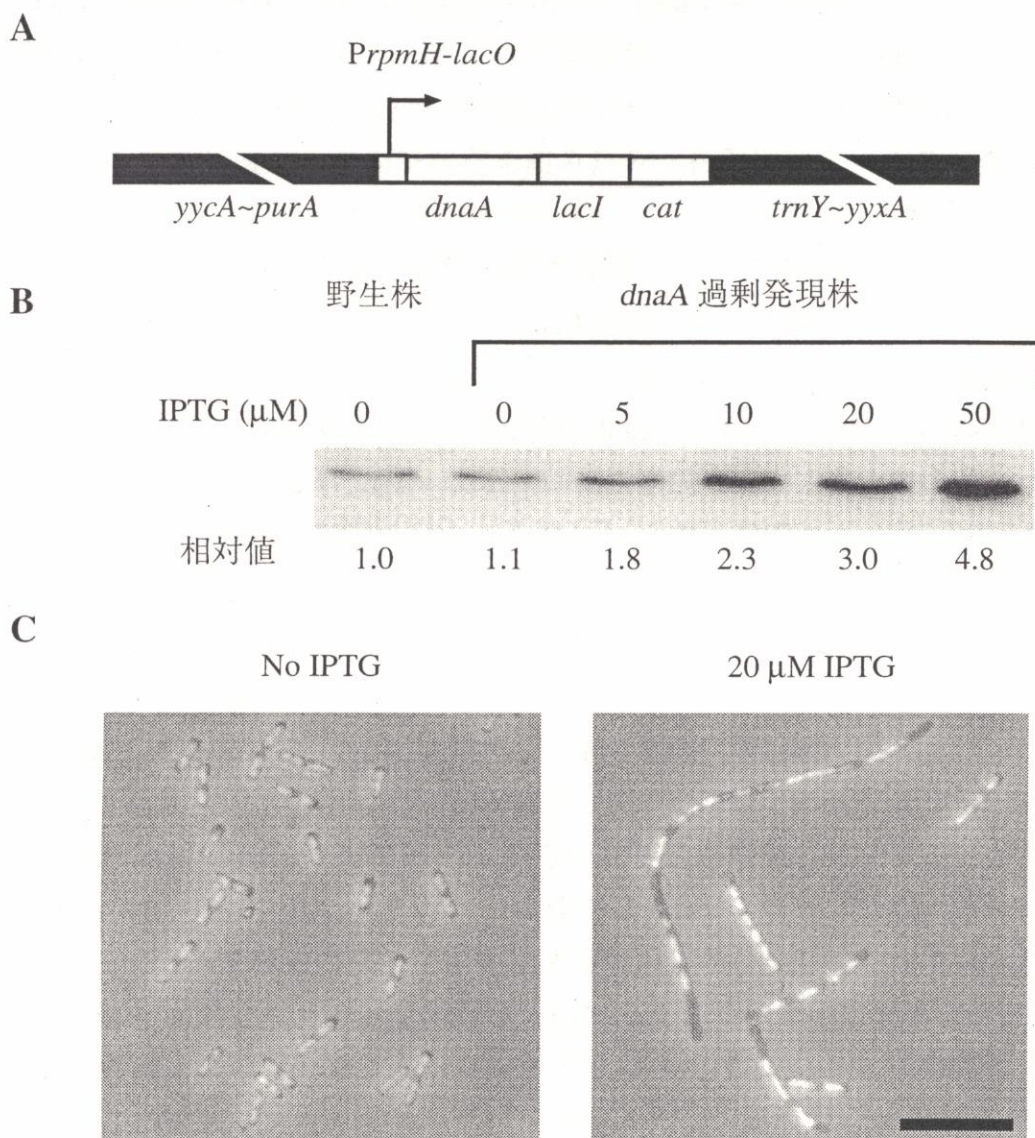 A
PrpmH-lacO
yycA~purA dnaA lacI cat trnY~yyxA
B
野生株 dnaA 過剰発現株
IPTG (μM) 0 0 5 10 20 50
相対値 1.0 1.1 1.8 2.3 3.0 4.8
C
No IPTG 20 μM IPTG